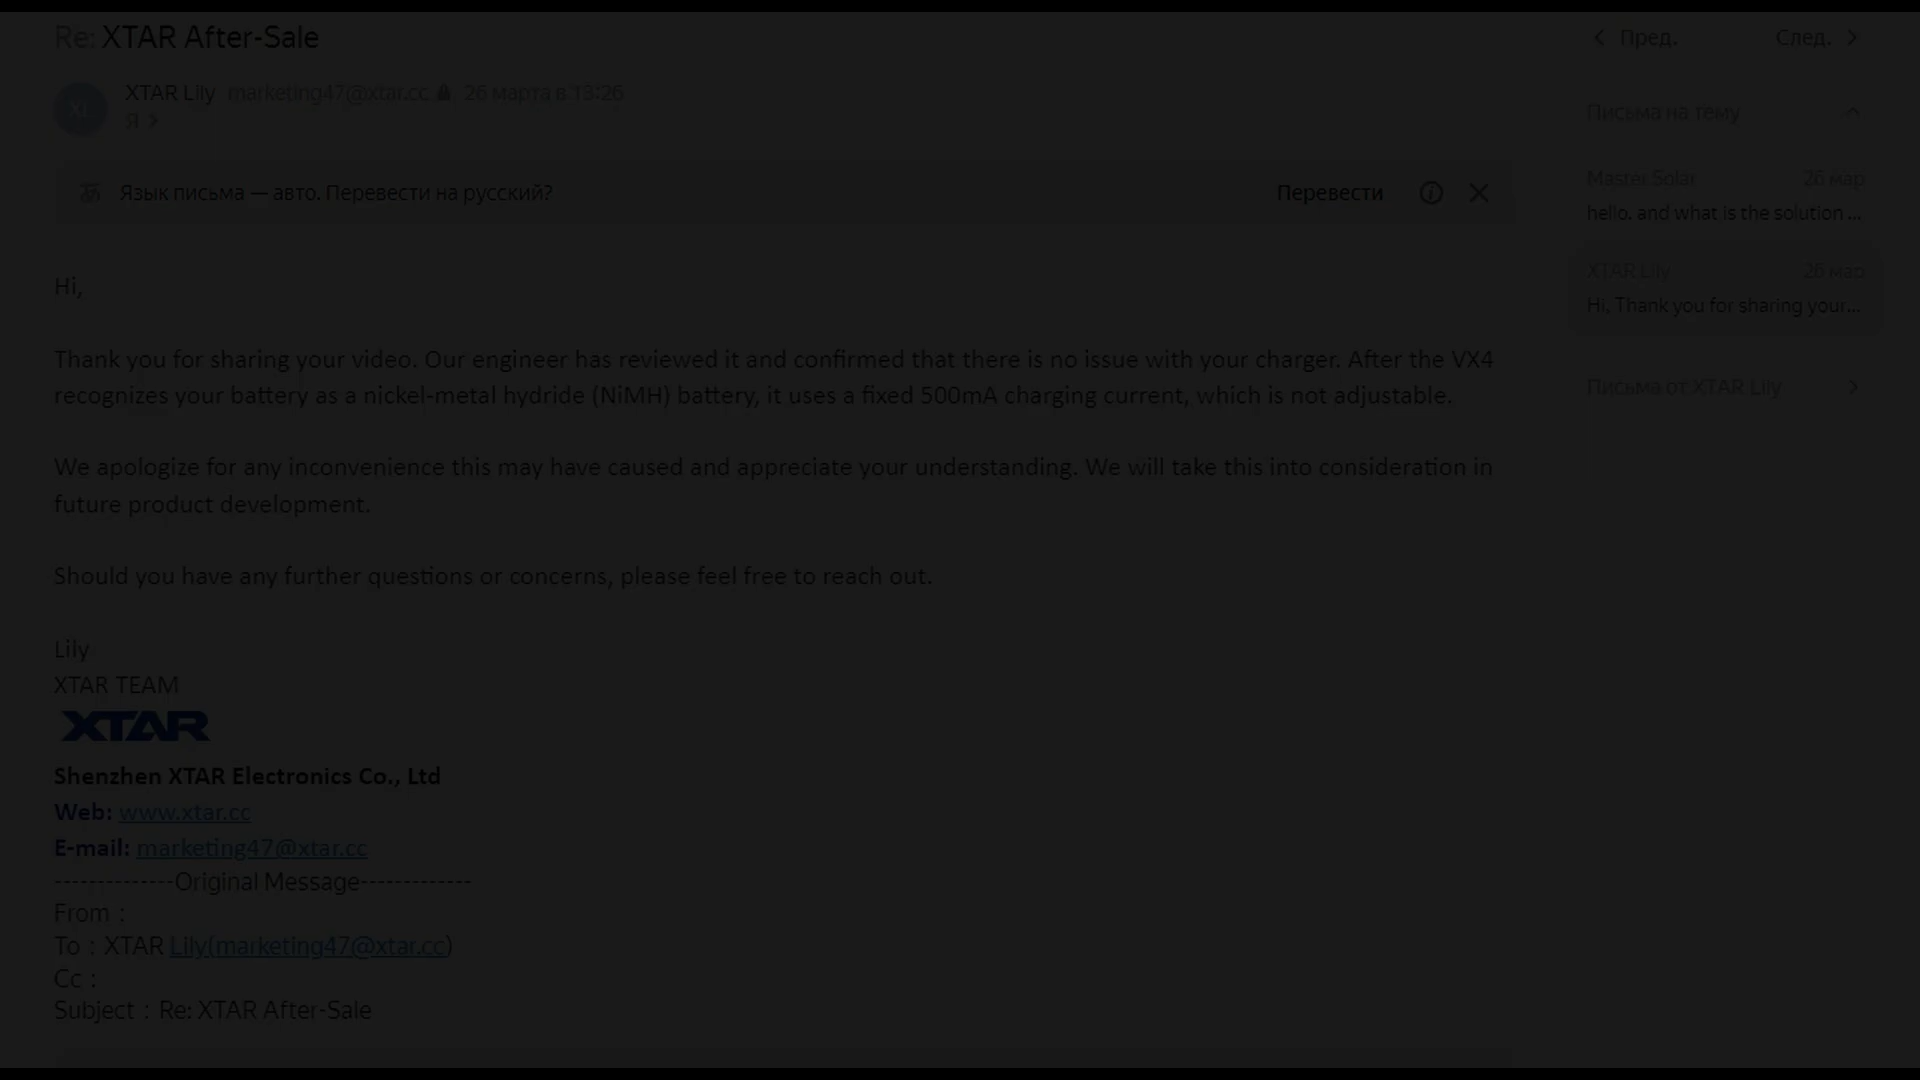 Re: XTAR After-Sale
Пред.
След.
XL
XTAR Lily marketing47@xtar.cc 26 марта в 13:26
Я
Письма на тему
Язык письма — авто. Перевести на русский?
Перевести
Master Solar 26 мар
hello. and what is the solution ...
XTAR Lily 26 мар
Hi, Thank you for sharing your...
Письма от XTAR Lily
Hi,
Thank you for sharing your video. Our engineer has reviewed it and confirmed that there is no issue with your charger. After the VX4
recognizes your battery as a nickel-metal hydride (NiMH) battery, it uses a fixed 500mA charging current, which is not adjustable.
We apologize for any inconvenience this may have caused and appreciate your understanding. We will take this into consideration in
future product development.
Should you have any further questions or concerns, please feel free to reach out.
Lily
XTAR TEAM
XTAR
Shenzhen XTAR Electronics Co., Ltd
Web: www.xtar.cc
E-mail: marketing47@xtar.cc
--------------Original Message-------------
From :
To : XTAR Lily(marketing47@xtar.cc)
Cc :
Subject : Re: XTAR After-Sale